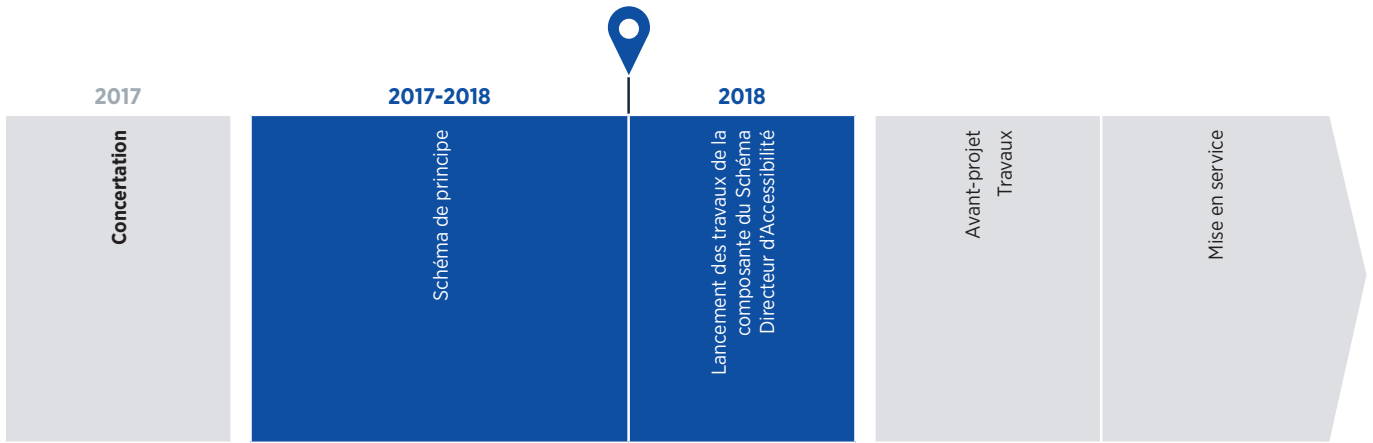 2017
Concertation
2017-2018
Schéma de principe
2018
Lancement des travaux de la
composante du Schéma
Directeur d'Accessibilité
Avant-projet
Travaux
Mise en service